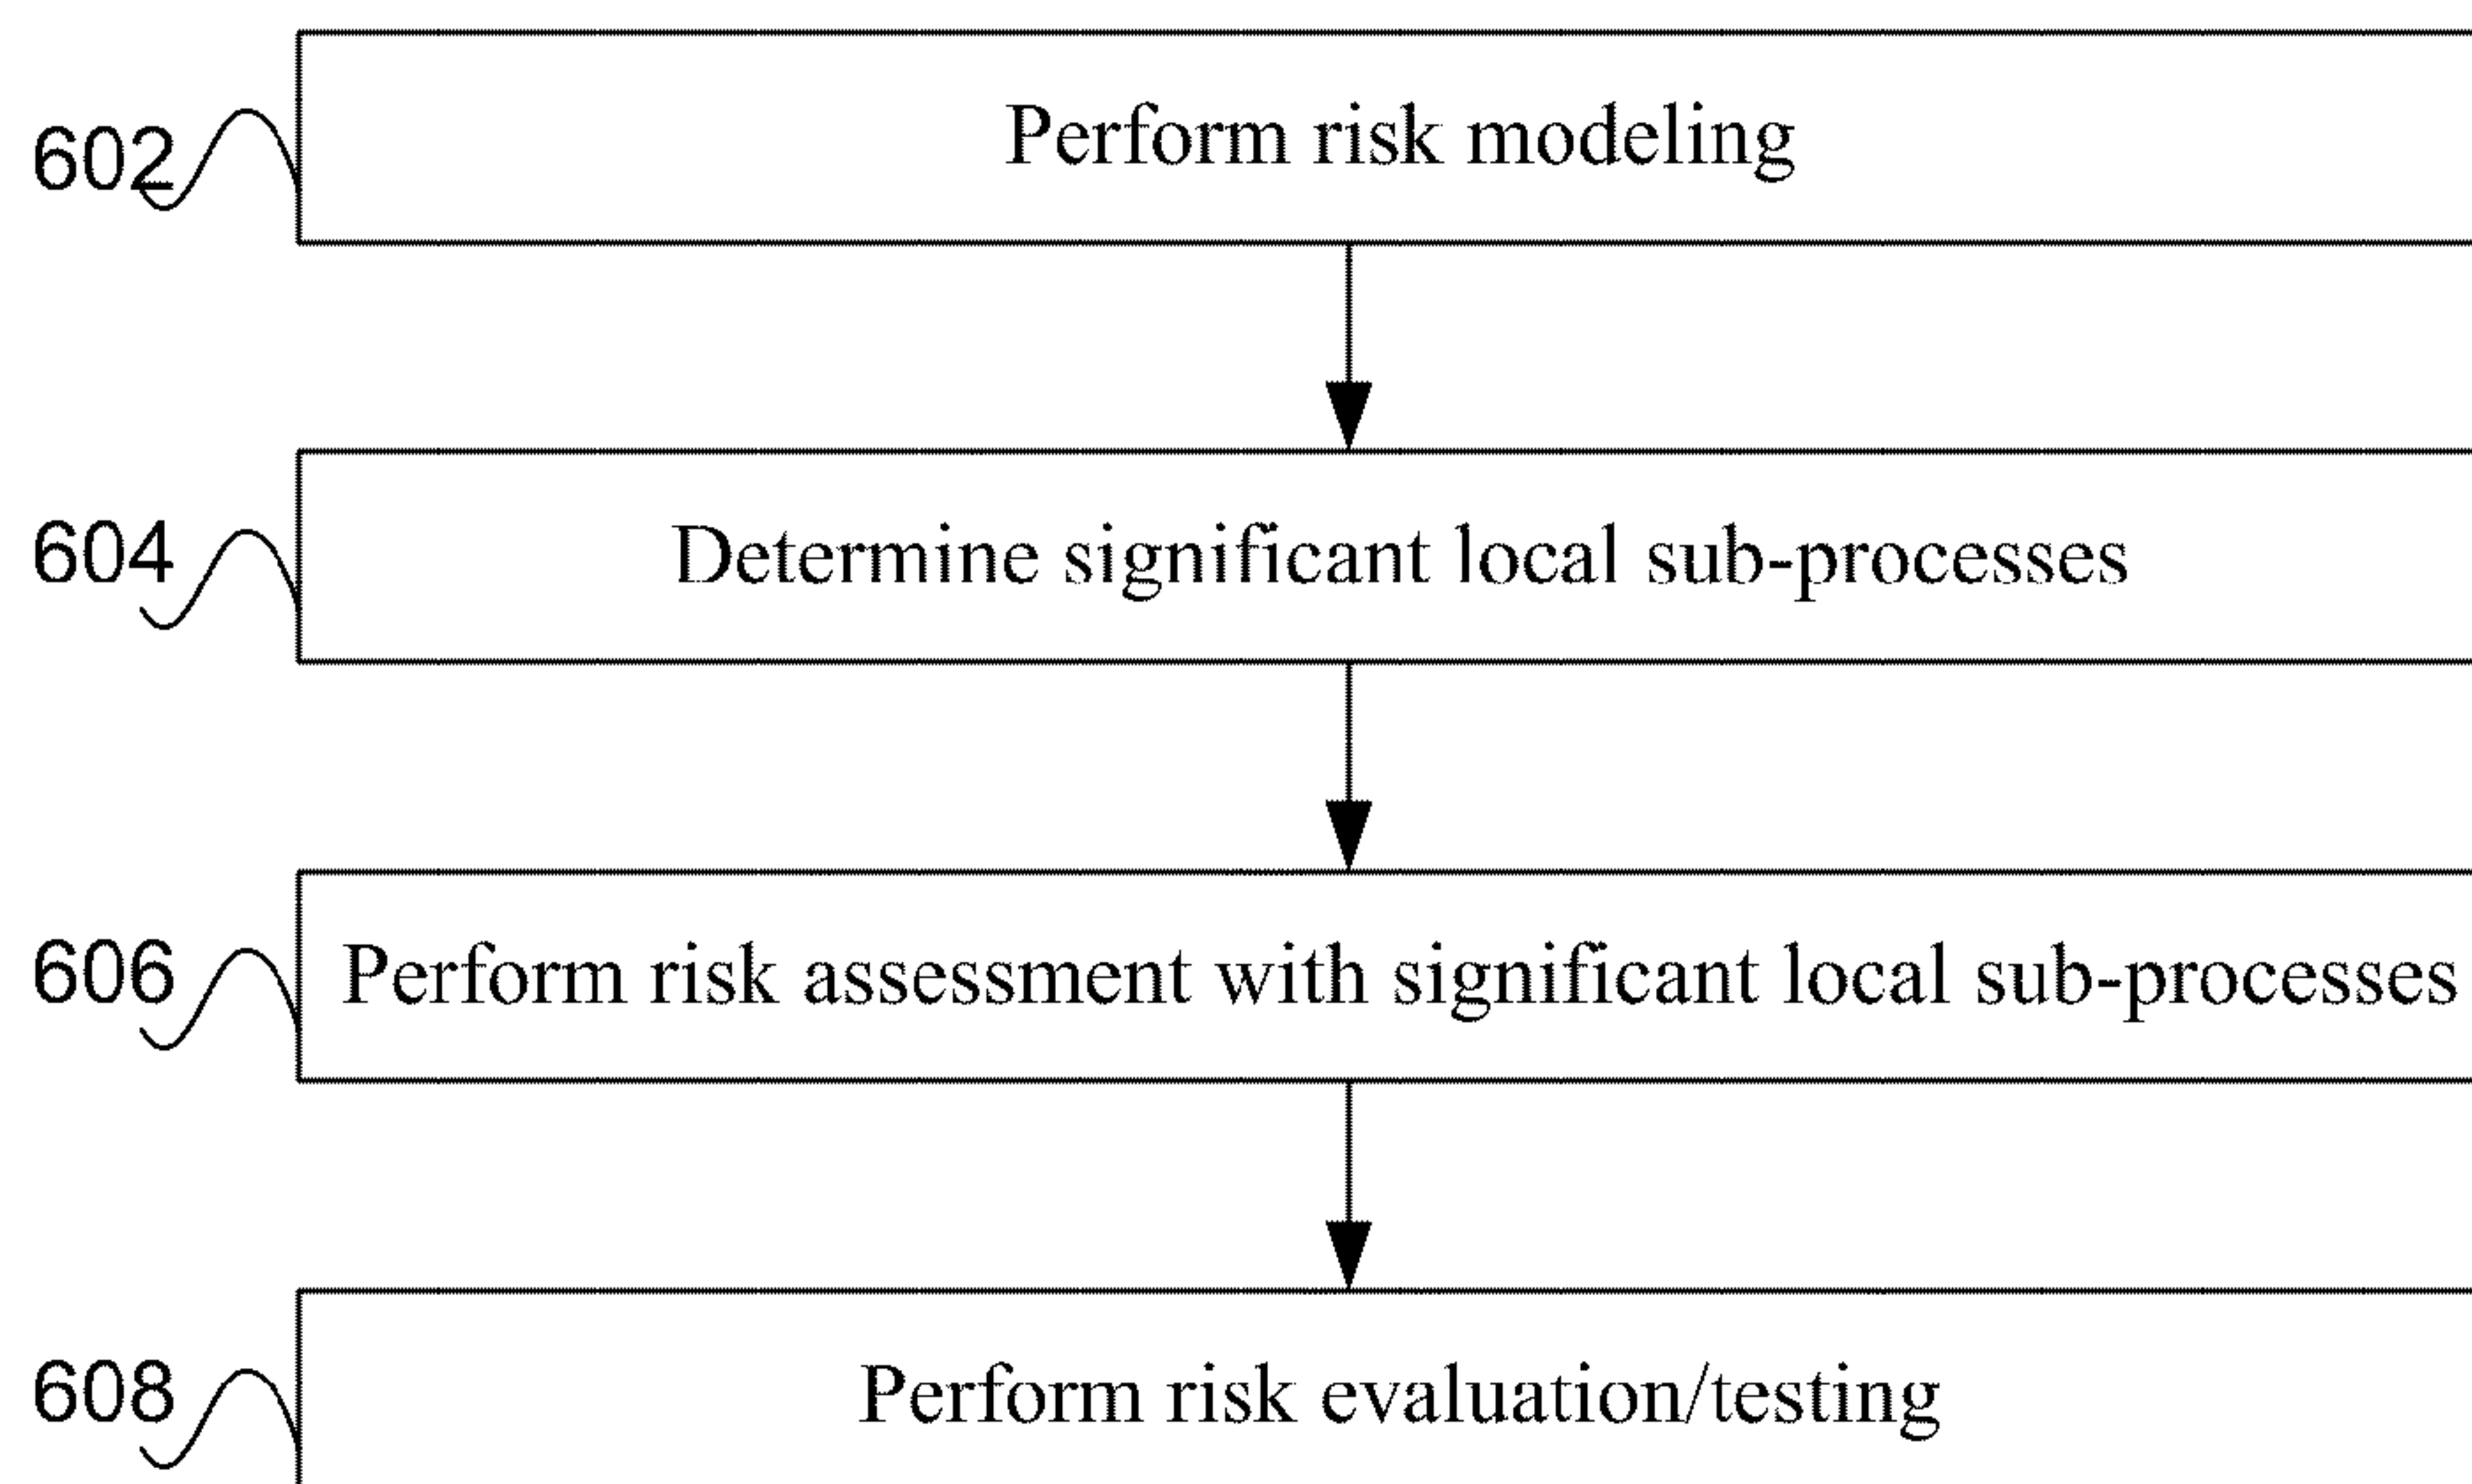 602
Perform risk modeling
604
Determine significant local sub-processes
606
Perform risk assessment with significant local sub-processes
608
Perform risk evaluation/testing